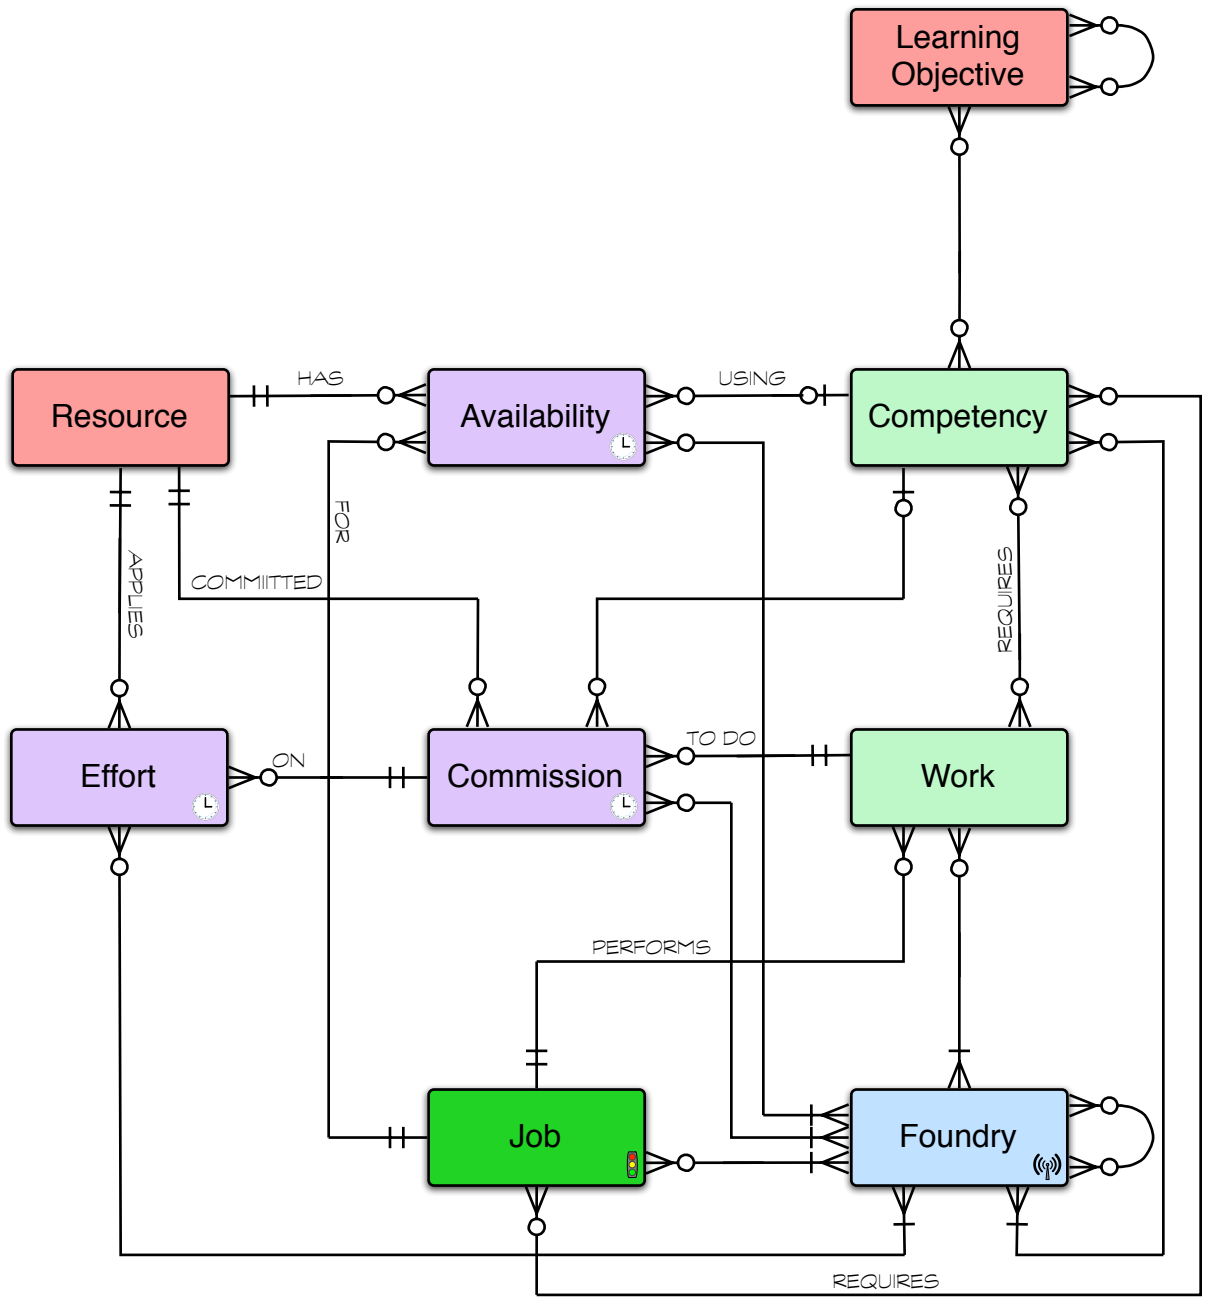 Learning
Objective
HAS
USING
Resource
Availability
Competency
FOR
APPLIES
COMMITTED
REQUIRES
TO DO
ON
Effort
Commission
Work
PERFORMS
Job
Foundry
REQUIRES